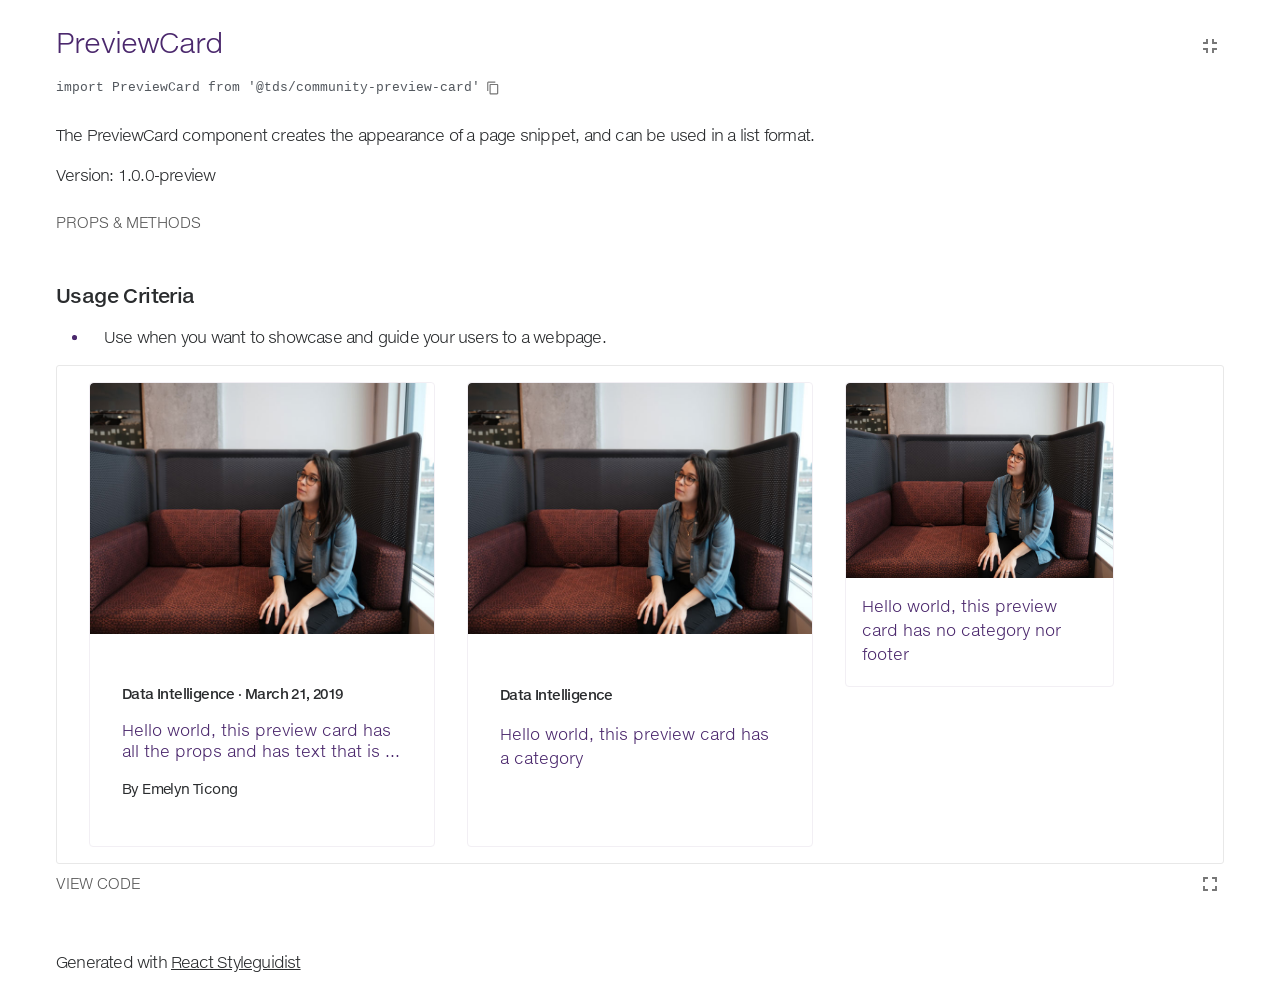 PreviewCard
import PreviewCard from '@tds/community-preview-card'
The PreviewCard component creates the appearance of a page snippet, and can be used in a list format.
Version: 1.0.0-preview
PROPS & METHODS
Usage Criteria
Use when you want to showcase and guide your users to a webpage.
Data Intelligence · March 21, 2019
Hello world, this preview card has
all the props and has text that is ...
By Emelyn Ticong
Data Intelligence
Hello world, this preview card has
a category
Hello world, this preview
card has no category nor
footer
VIEW CODE
Generated with React Styleguidist